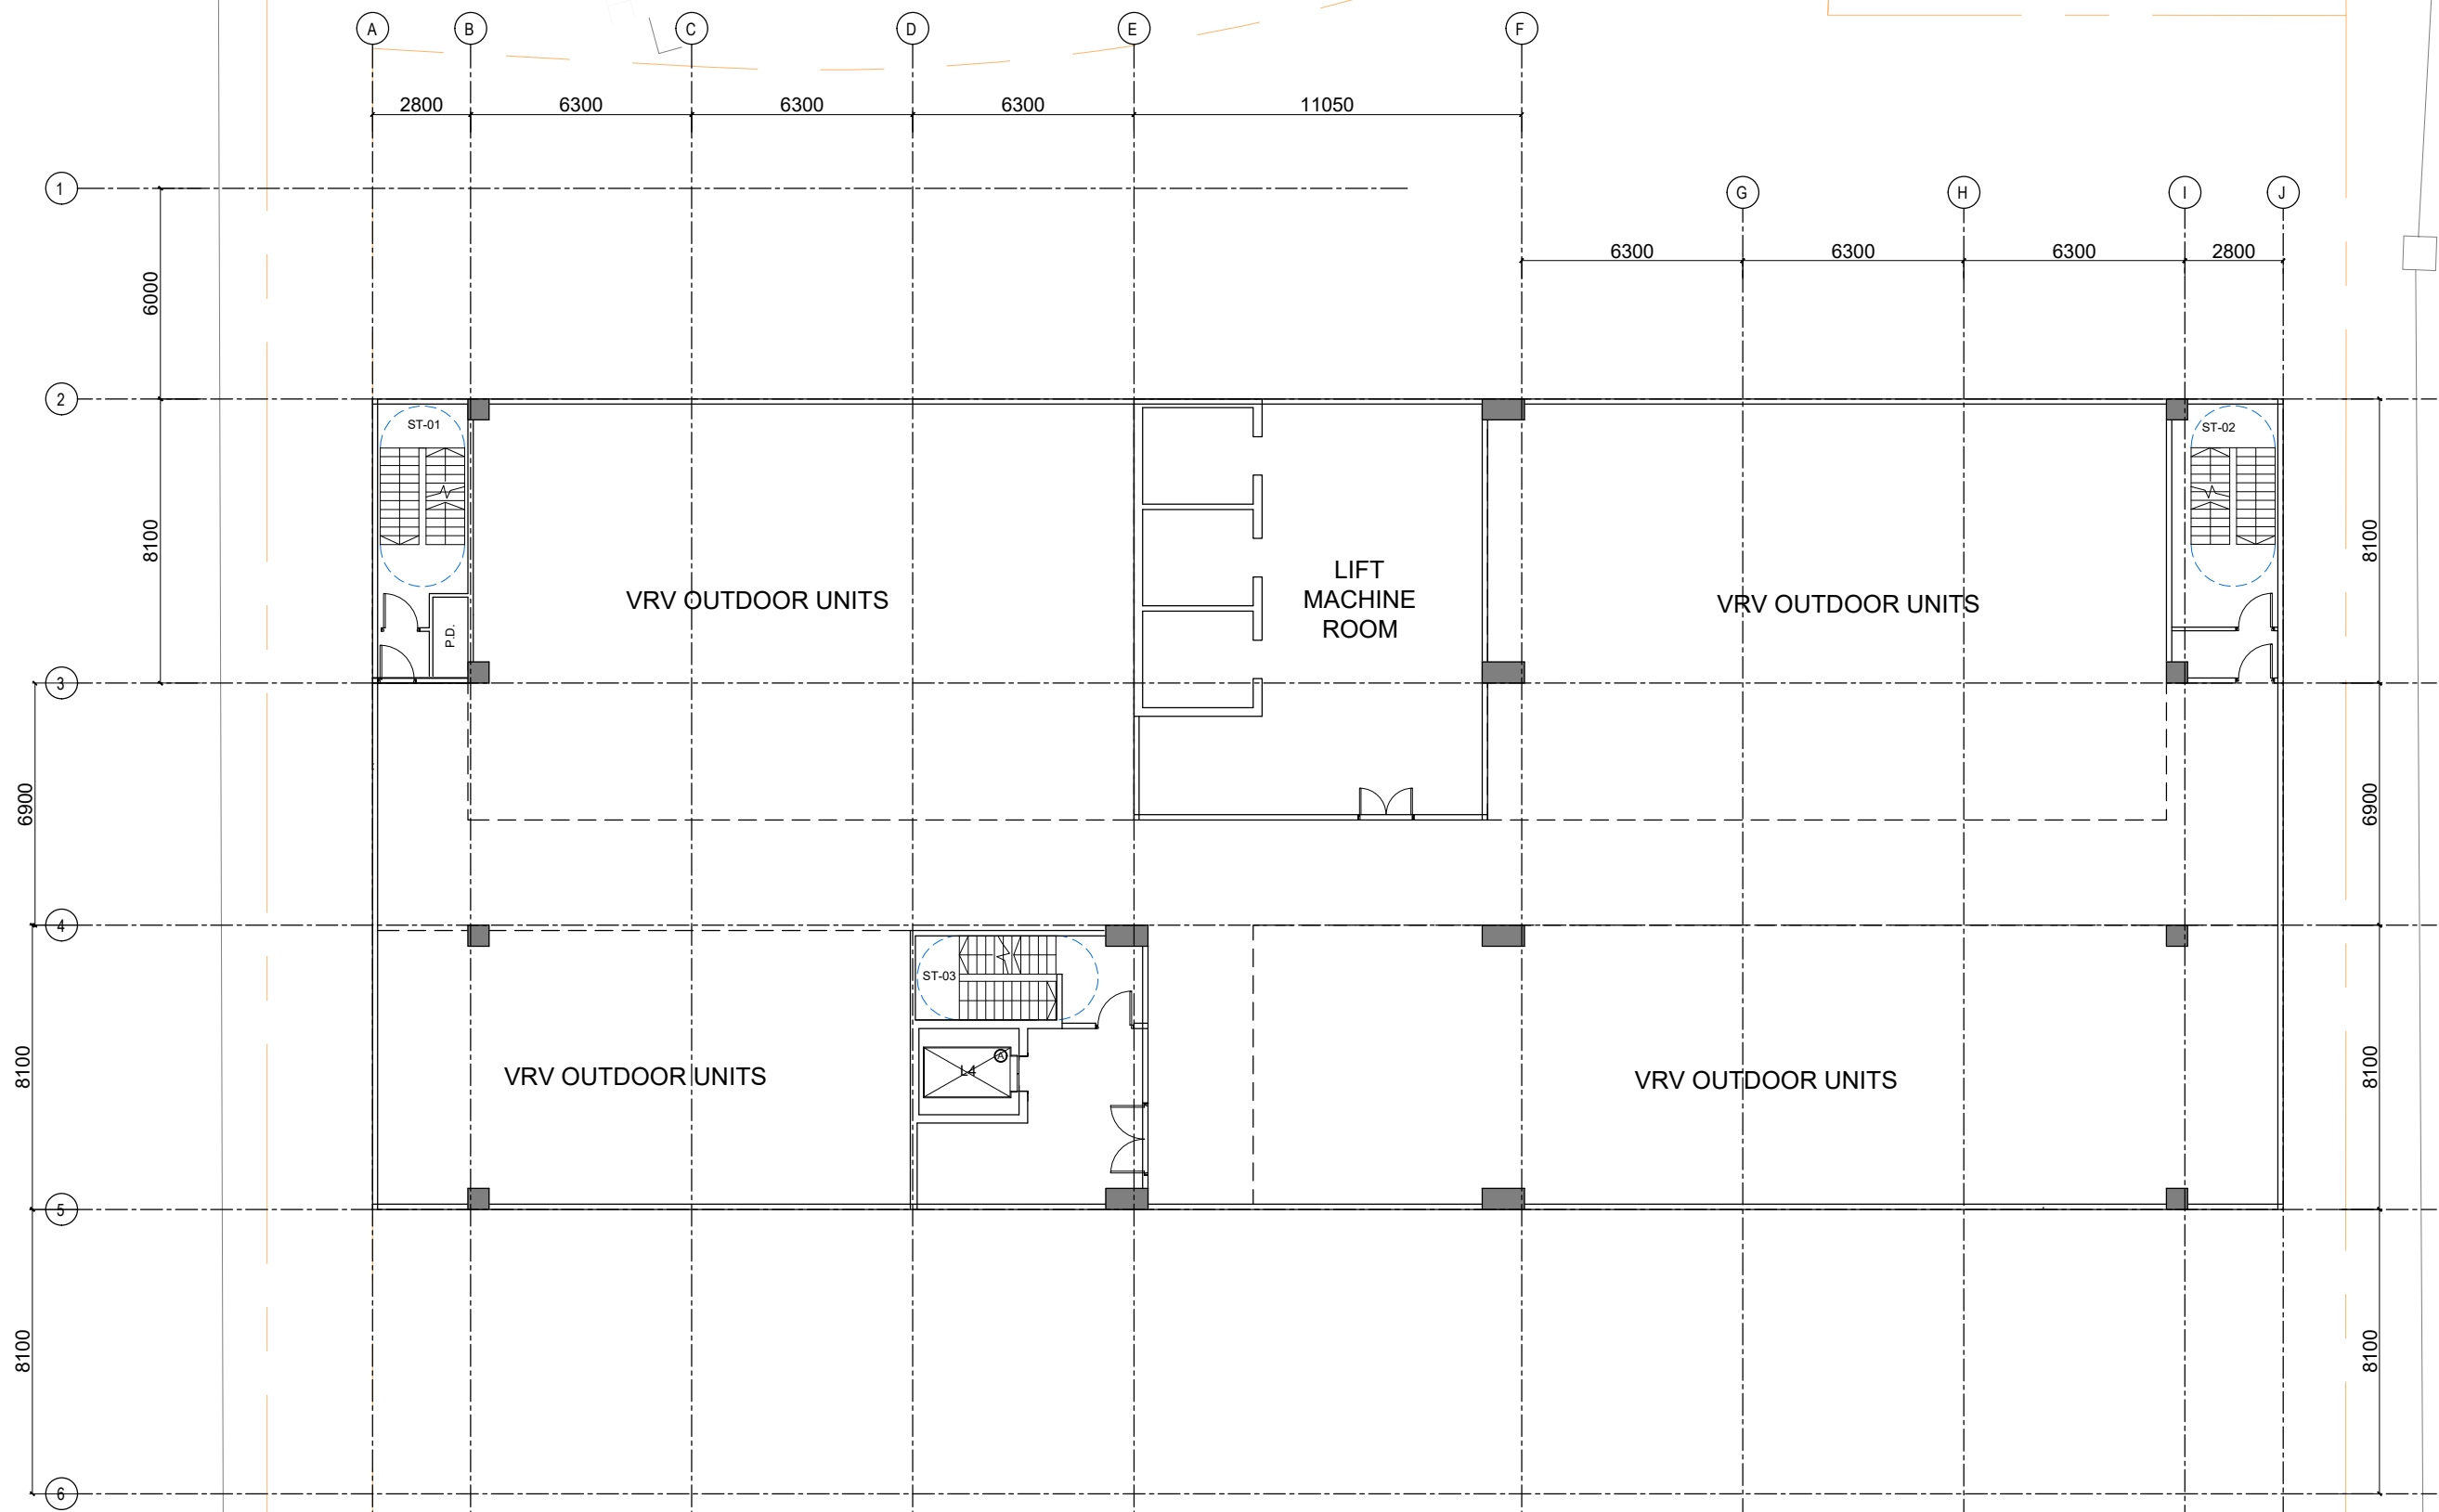 A B C D E F
2800 6300 6300 6300 11050
1
G H I J
6300 6300 6300 2800
6000
2
ST-01
ST-02
8100
8100
LIFT
MACHINE
ROOM
VRV OUTDOOR UNITS
VRV OUTDOOR UNITS
P.D.
3
6900
6900
4
ST-03
A
L4
8100
VRV OUTDOOR UNITS
VRV OUTDOOR UNITS
8100
5
8100
8100
6